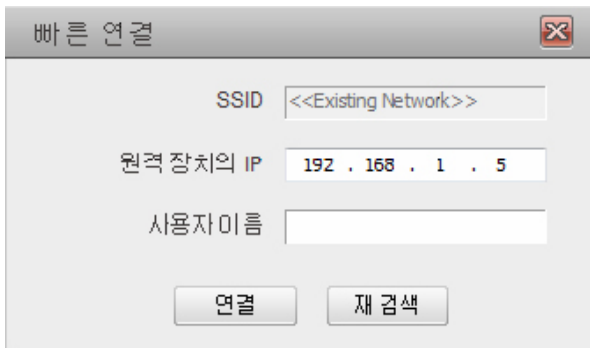 빠른 연결
SSID <<Existing Network>>
원격 장치의 IP 192 . 168 . 1 . 5
사용자 이름
연결 재 검색